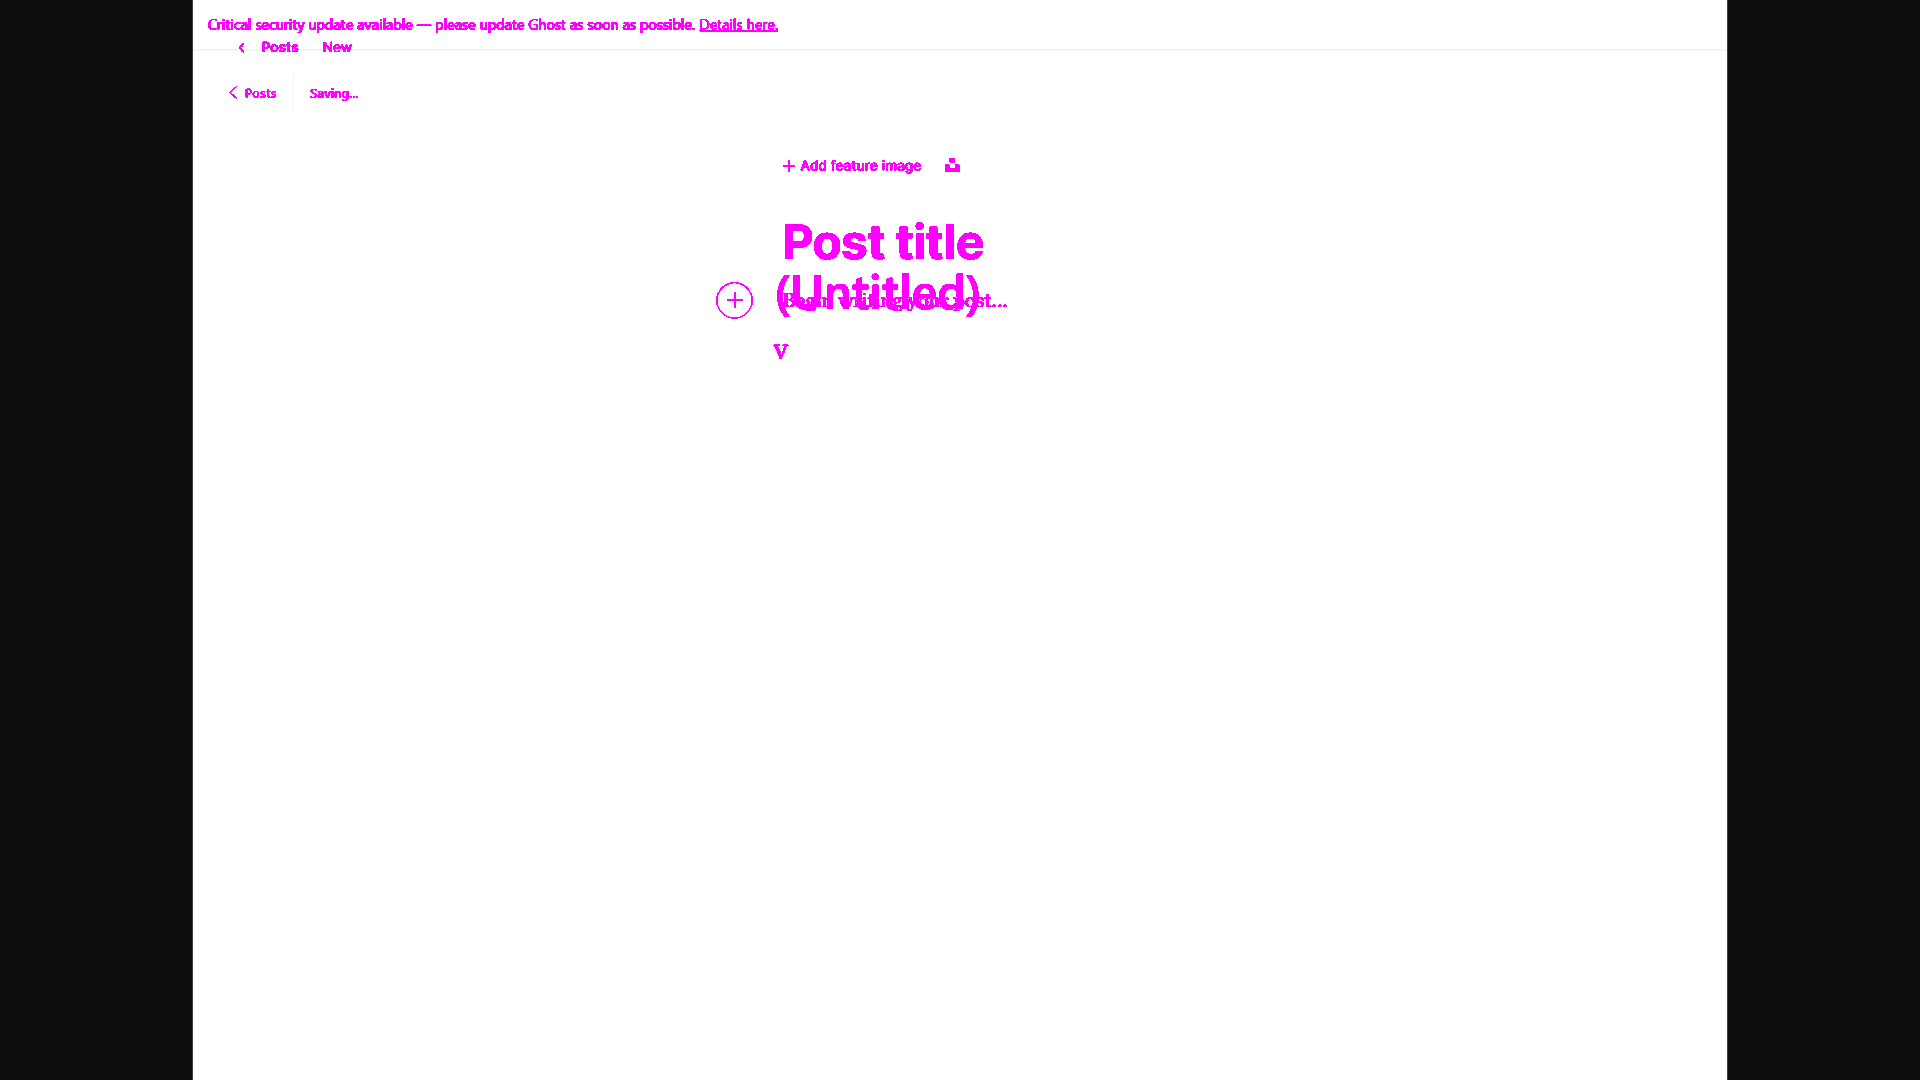 Critical security update available — please update Ghost as soon as possible. Details here.
Posts New
Posts Saving...
Add feature image
Post title
(Untitled)
Begin writing your post...
v